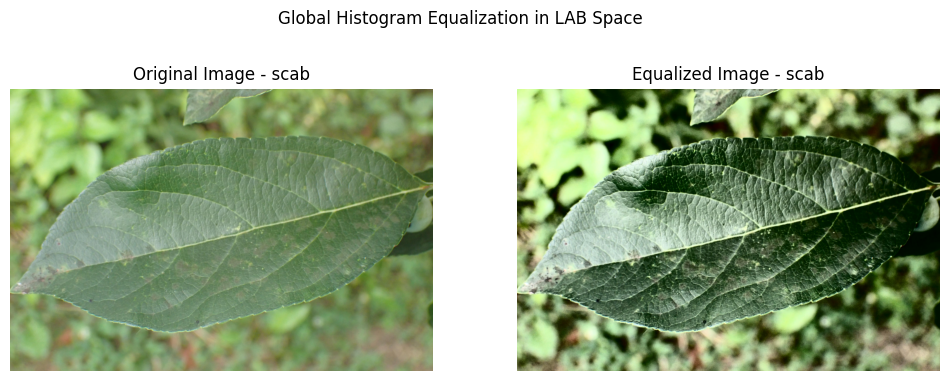 Global Histogram Equalization in LAB Space
Original Image - scab
Equalized Image - scab